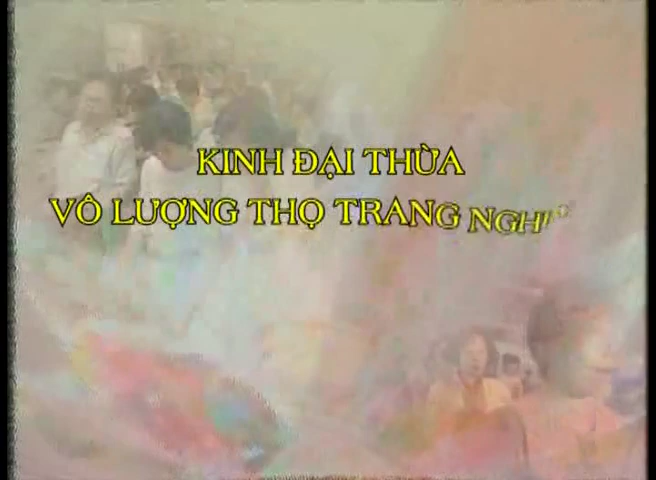 KINH ĐẠI THỪA
VÔ LƯỢNG THỌ TRANG